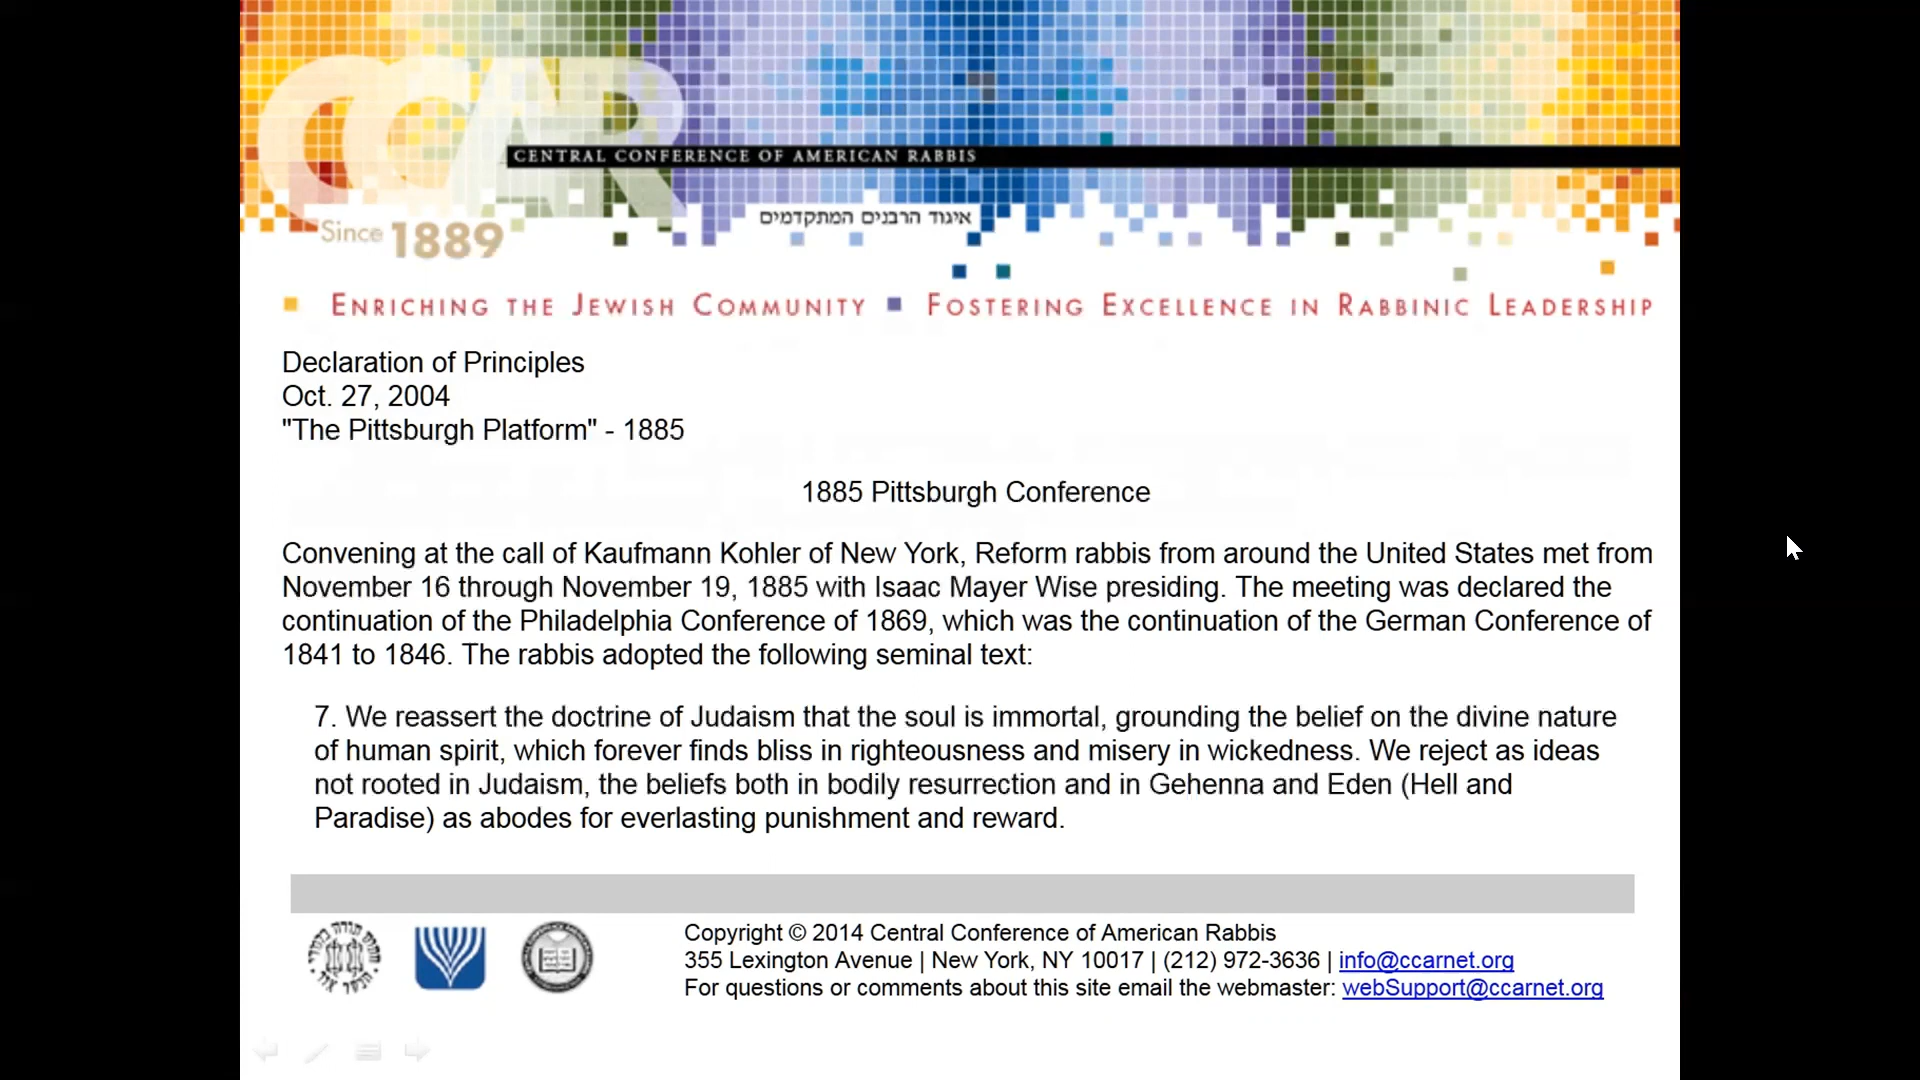 CCAR
CENTRAL CONFERENCE OF AMERICAN RABBIS
איגוד הרבנים המתקדמים
Since 1889
ENRICHING THE JEWISH COMMUNITY ■ FOSTERING EXCELLENCE IN RABBINIC LEADERSHIP
Declaration of Principles
Oct. 27, 2004
"The Pittsburgh Platform" - 1885
1885 Pittsburgh Conference
Convening at the call of Kaufmann Kohler of New York, Reform rabbis from around the United States met from
November 16 through November 19, 1885 with Isaac Mayer Wise presiding. The meeting was declared the
continuation of the Philadelphia Conference of 1869, which was the continuation of the German Conference of
1841 to 1846. The rabbis adopted the following seminal text:
7. We reassert the doctrine of Judaism that the soul is immortal, grounding the belief on the divine nature
of human spirit, which forever finds bliss in righteousness and misery in wickedness. We reject as ideas
not rooted in Judaism, the beliefs both in bodily resurrection and in Gehenna and Eden (Hell and
Paradise) as abodes for everlasting punishment and reward.
Copyright © 2014 Central Conference of American Rabbis
355 Lexington Avenue | New York, NY 10017 | (212) 972-3636 | info@ccarnet.org
For questions or comments about this site email the webmaster: webSupport@ccarnet.org